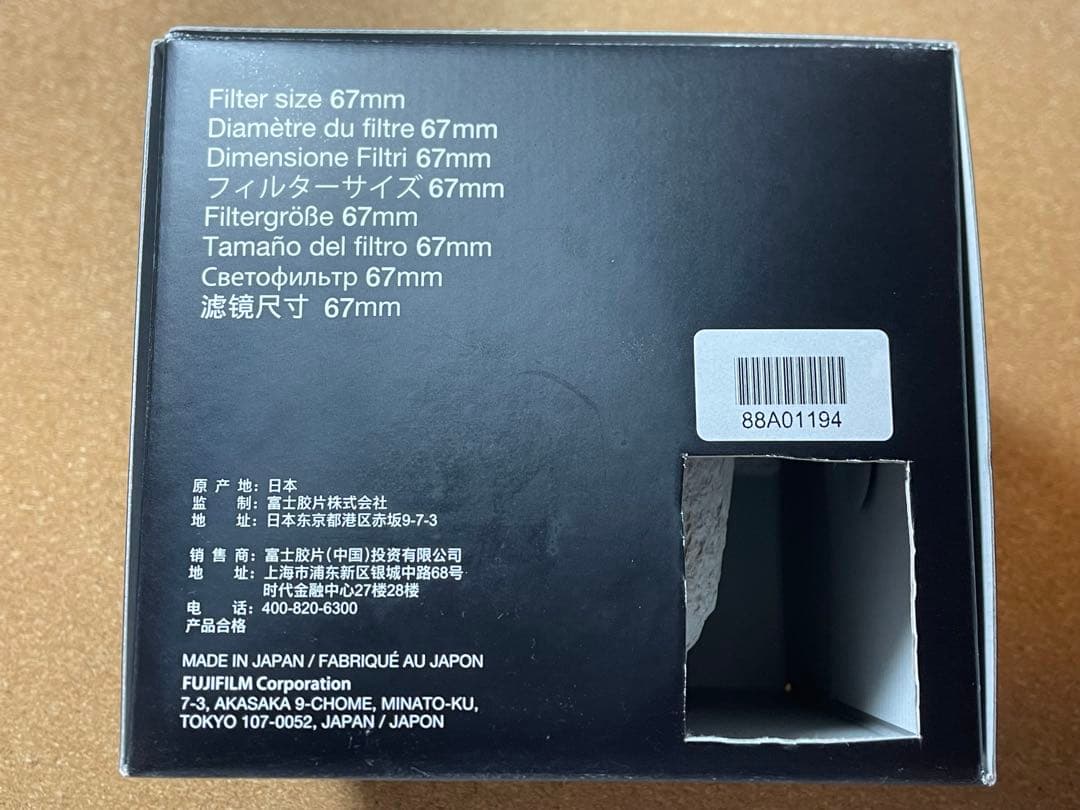 Filter size 67mm
Diamètre du filtre 67mm
Dimensione Filtri 67mm
フィルターサイズ 67mm
Filtergröße 67mm
Tamaño del filtro 67mm
Светофильтр 67mm
滤镜尺寸 67mm
88A01194
原 产 地：日本
监 制：富士胶片株式会社
地 址：日本东京都港区赤坂9-7-3
销 售 商：富士胶片(中国)投资有限公司
地 址：上海市浦东新区银城中路68号
时代金融中心27楼28楼
电 话：400-820-6300
产品合格
MADE IN JAPAN / FABRIQUÉ AU JAPON
FUJIFILM Corporation
7-3, AKASAKA 9-CHOME, MINATO-KU,
TOKYO 107-0052, JAPAN / JAPON